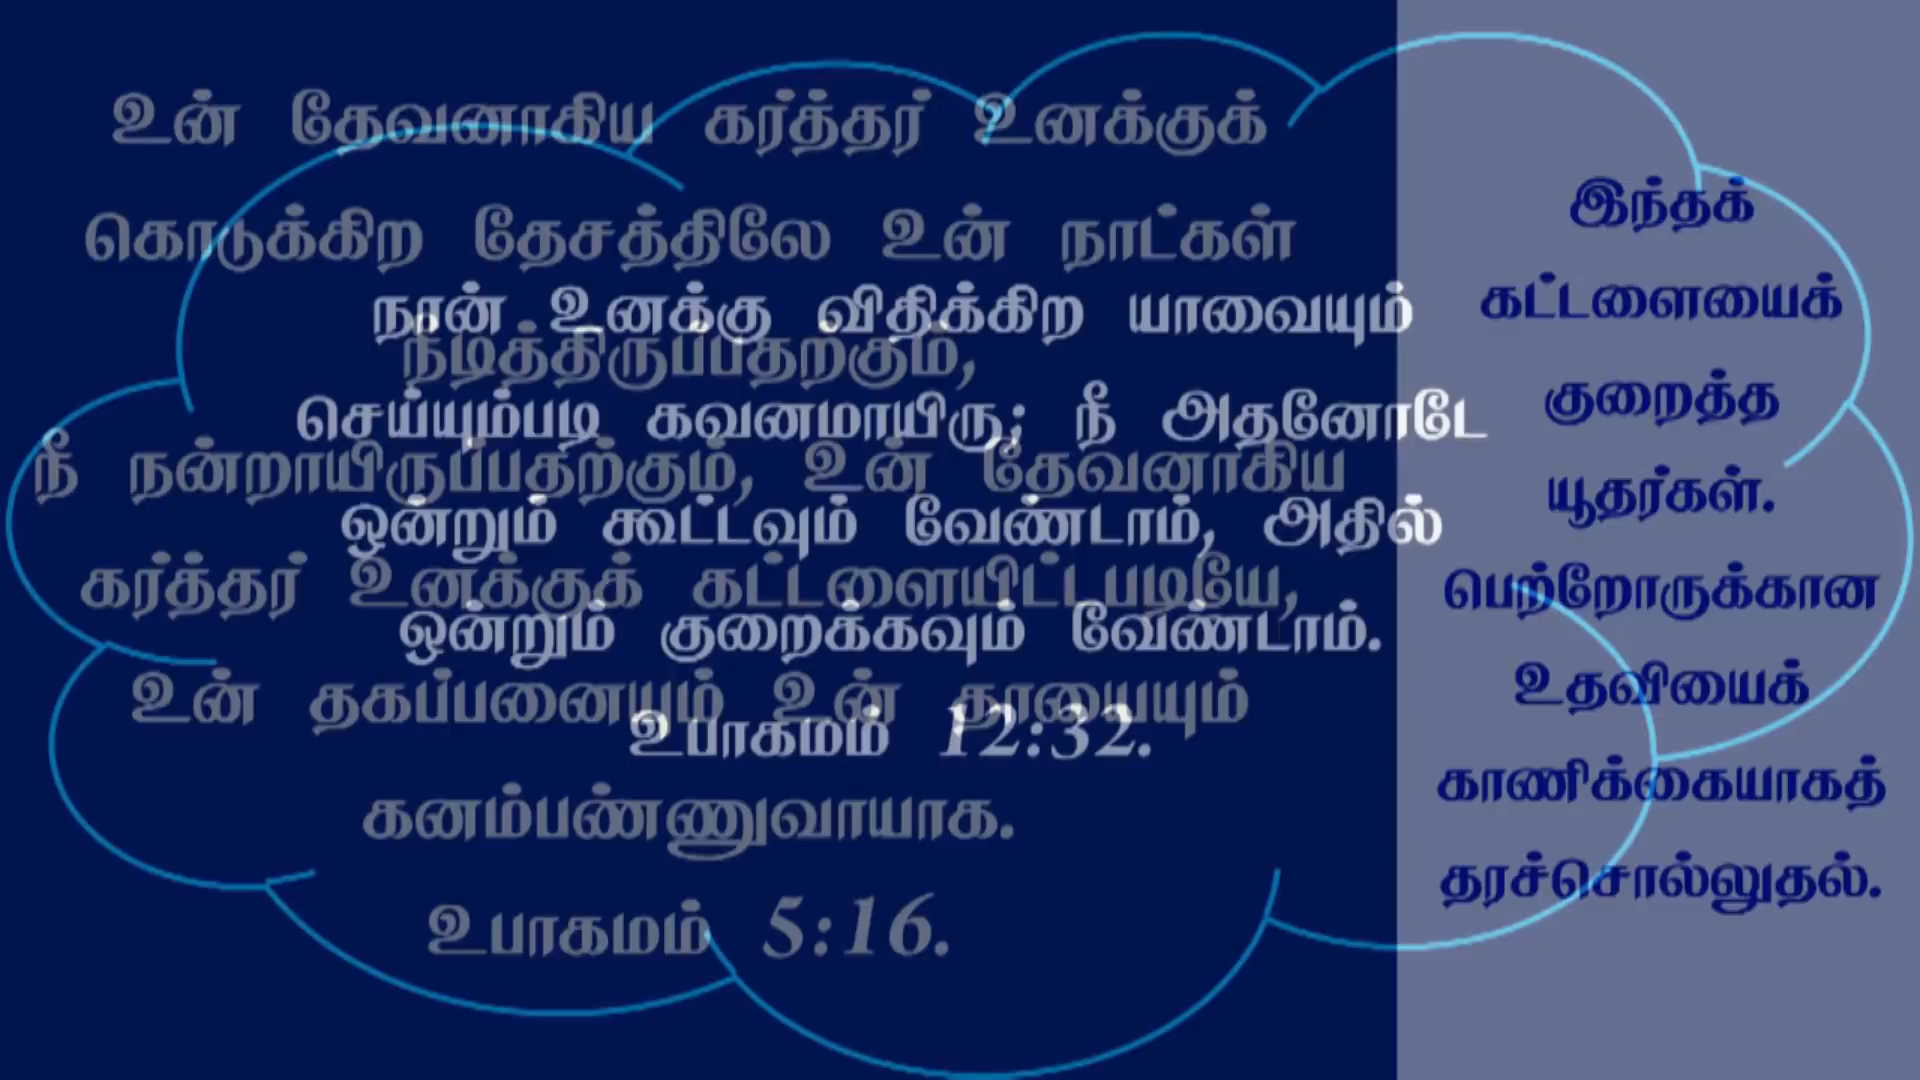 உன் தேவனாகிய கர்த்தர் உனக்குக்
கொடுக்கிற தேசத்திலே உன் நாட்கள்
நீடித்திருப்பதற்கும்,
நீ நன்றாயிருப்பதற்கும், உன் தேவனாகிய
கர்த்தர் உனக்குக் கட்டளையிட்டபடியே,
உன் தகப்பனையும் உன் தாயையும்
கனம்பண்ணுவாயாக.
உபாகமம் 5:16.
நான் உனக்கு விதிக்கிற யாவையும்
செய்யும்படி கவனமாயிரு; நீ அதனோடே
ஒன்றும் கூட்டவும் வேண்டாம், அதில்
ஒன்றும் குறைக்கவும் வேண்டாம்.
உபாகமம் 12:32.
இந்தக்
கட்டளையைக்
குறைத்த
யூதர்கள்.
பெற்றோருக்கான
உதவியைக்
காணிக்கையாகத்
தரச்சொல்லுதல்.